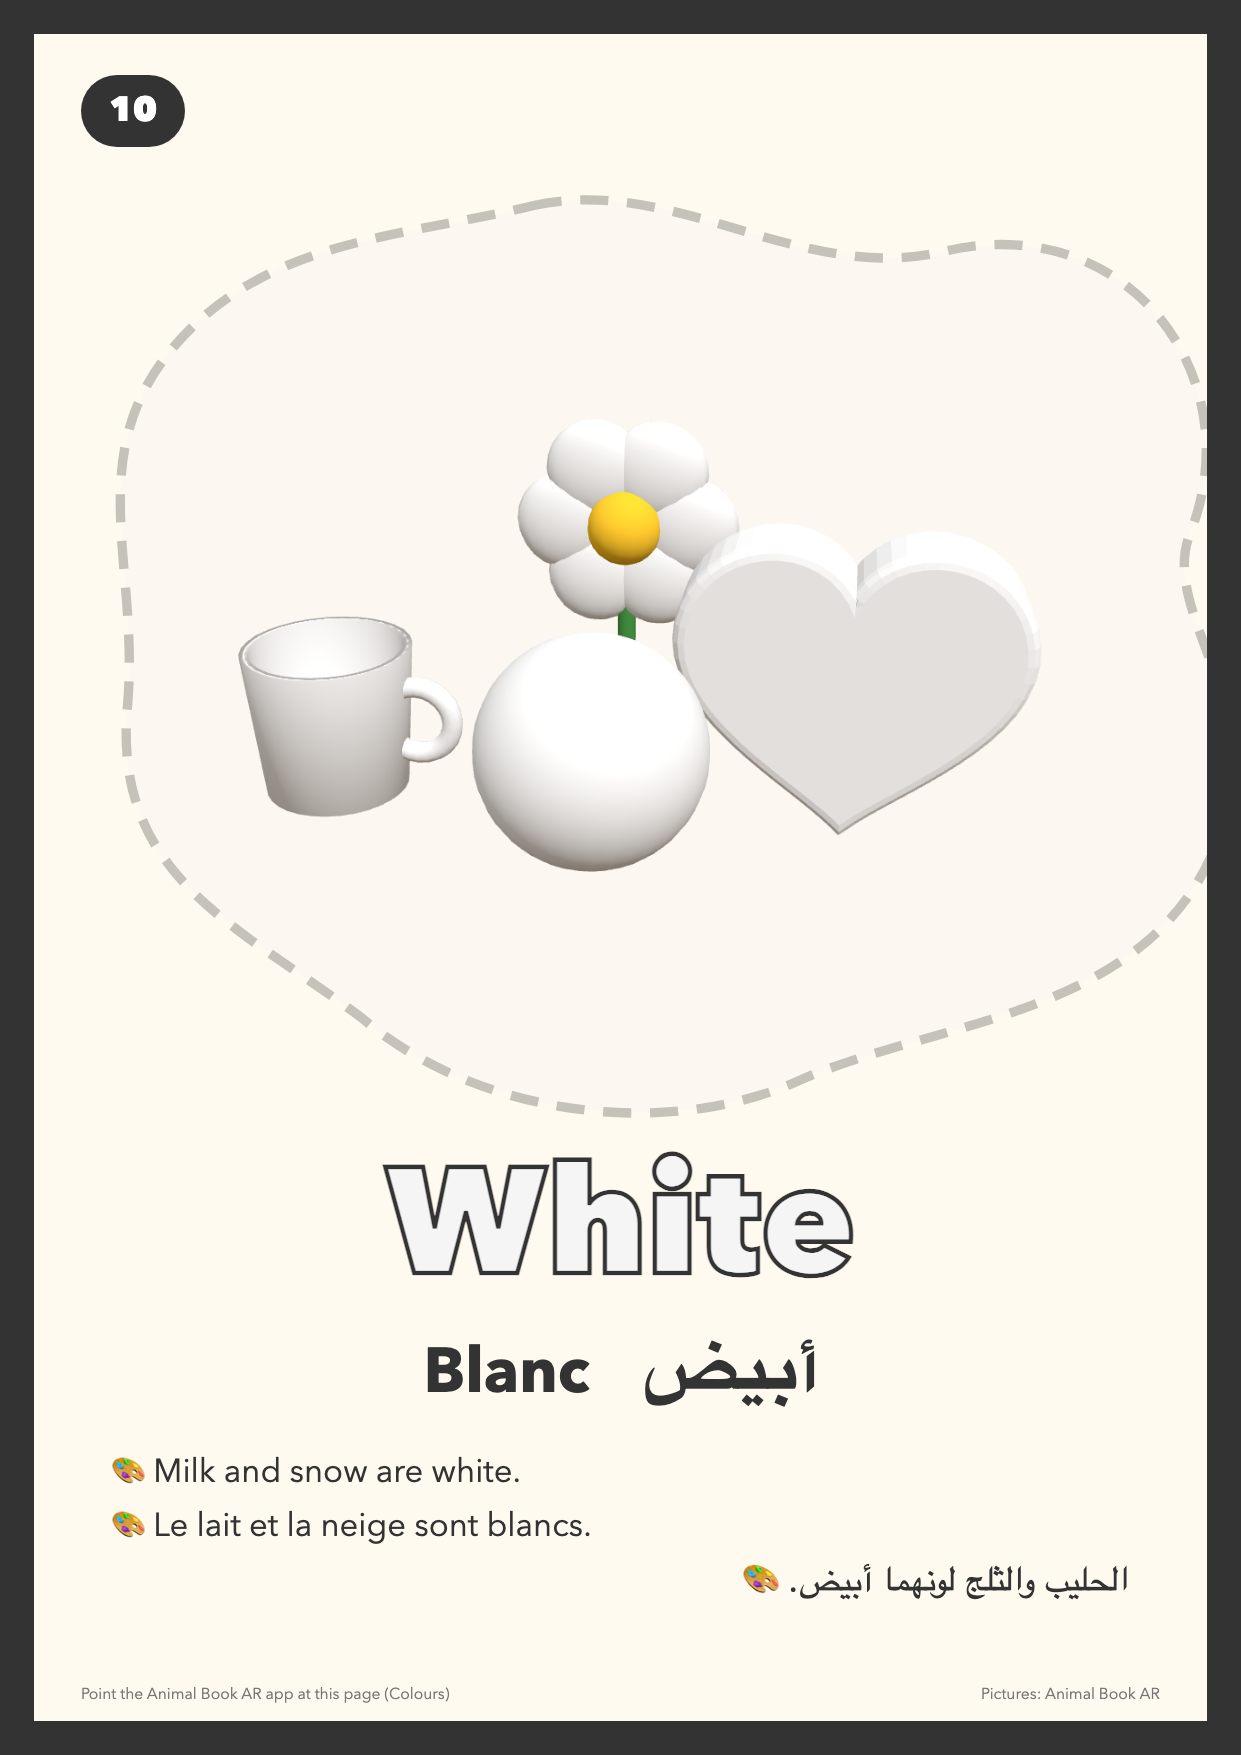 10
White
Blanc أبيض
🎨 Milk and snow are white.
🎨 Le lait et la neige sont blancs.
الحليب والثلج لونهما أبيض. 🎨
Point the Animal Book AR app at this page (Colours)
Pictures: Animal Book AR